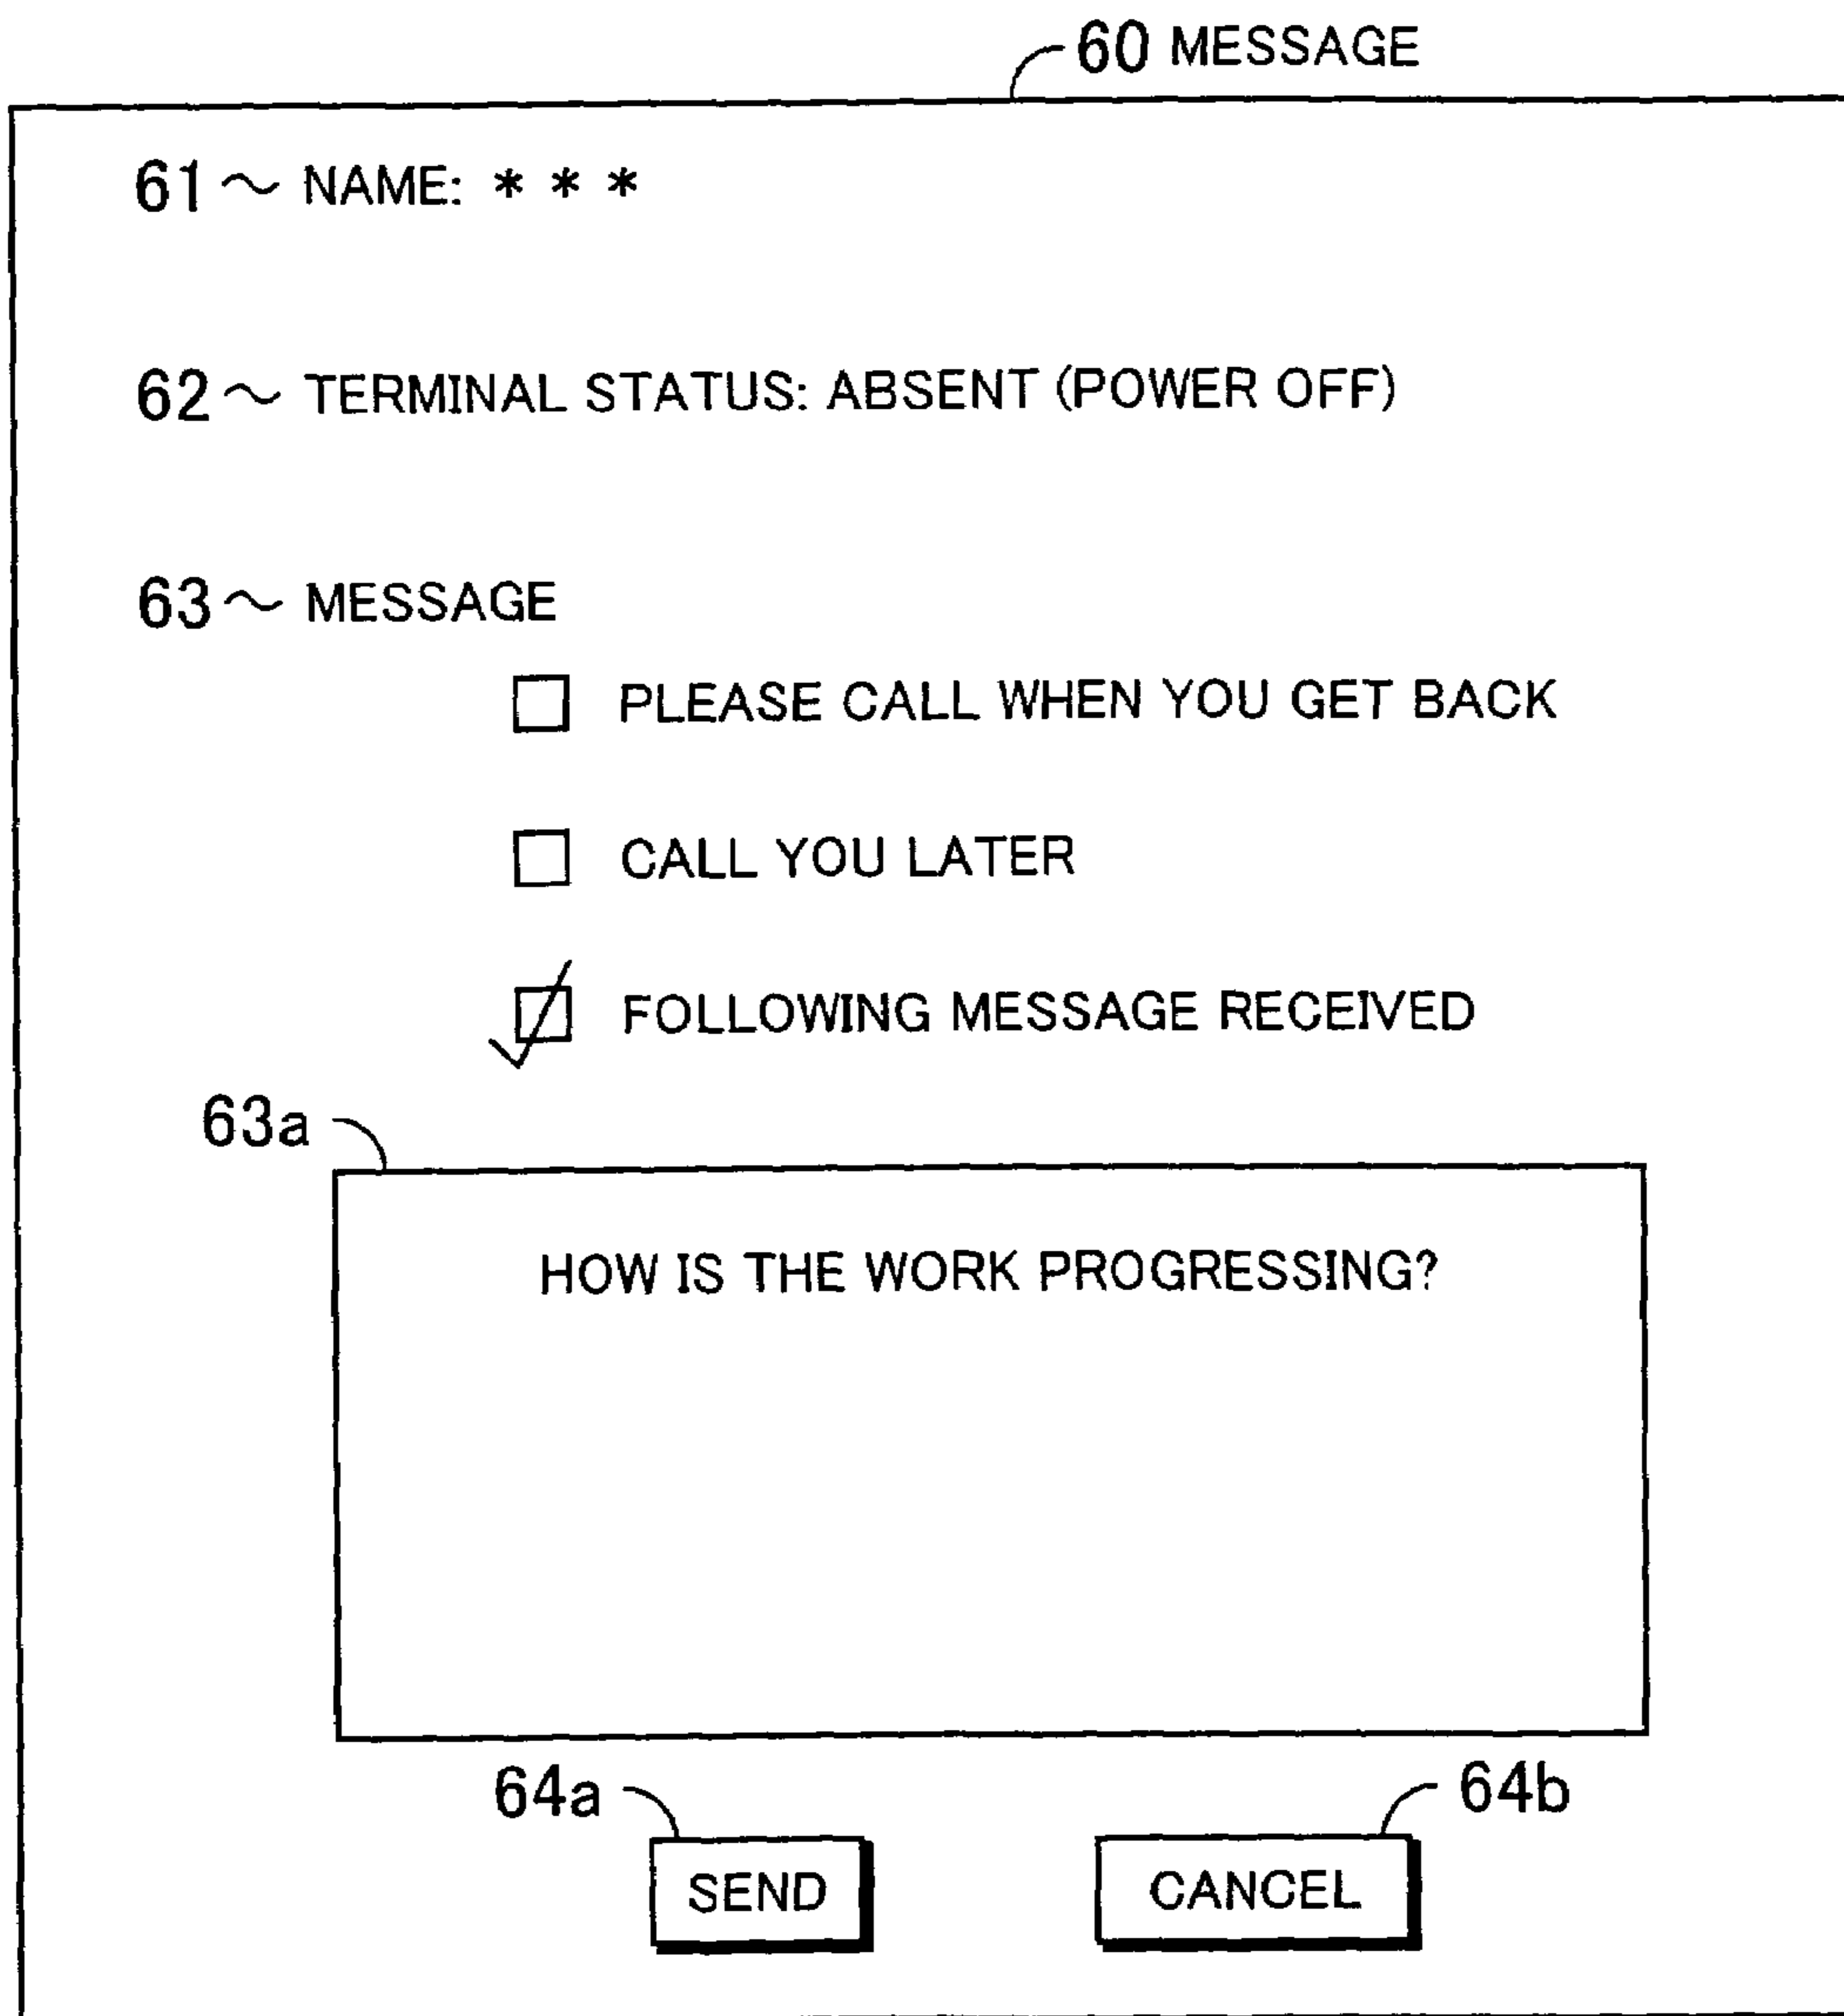 60 MESSAGE
61 ~ NAME: * * *
62 ~ TERMINAL STATUS: ABSENT (POWER OFF)
63 ~ MESSAGE
PLEASE CALL WHEN YOU GET BACK
CALL YOU LATER
FOLLOWING MESSAGE RECEIVED
63a
HOW IS THE WORK PROGRESSING?
64a
64b
SEND
CANCEL